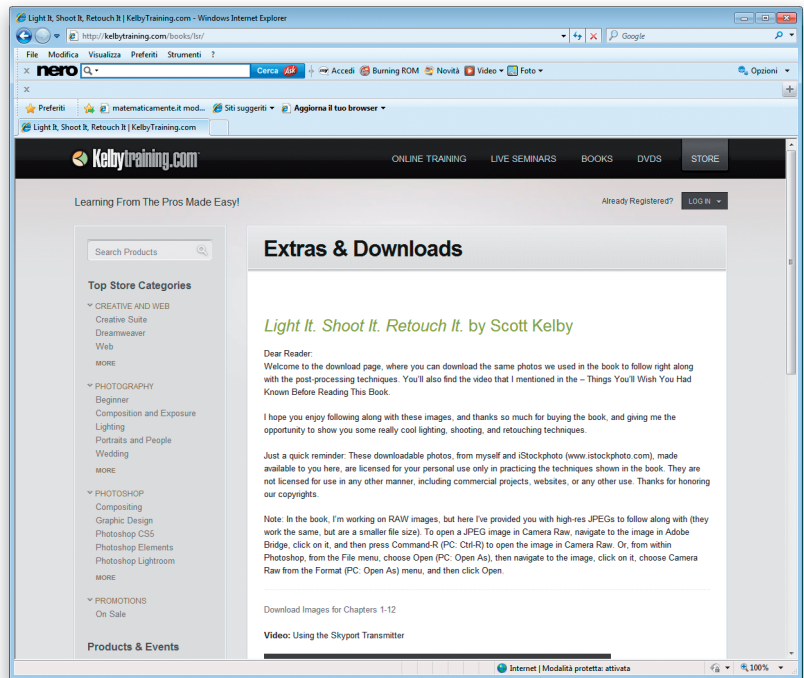 Light It, Shoot It, Retouch It | KelbyTraining.com - Windows Internet Explorer
http://kelbytraining.com/books/lsr/
Google
File Modifica Visualizza Preferiti Strumenti ?
x nero Cerca Ask Accedi Burning ROM Novità Video Foto Opzioni
x
Preferiti matematicamente.it mod... Siti suggeriti Aggiorna il tuo browser
Light It, Shoot It, Retouch It | KelbyTraining.com
Kelbytraining.com
ONLINE TRAINING LIVE SEMINARS BOOKS DVDS STORE
Learning From The Pros Made Easy!
Already Registered? LOG IN
Search Products
Top Store Categories
CREATIVE AND WEB
Creative Suite
Dreamweaver
Web
MORE
PHOTOGRAPHY
Beginner
Composition and Exposure
Lighting
Portraits and People
Wedding
MORE
PHOTOSHOP
Compositing
Graphic Design
Photoshop CS5
Photoshop Elements
Photoshop Lightroom
MORE
PROMOTIONS
On Sale
Products & Events
Extras & Downloads
Light It. Shoot It. Retouch It. by Scott Kelby
Dear Reader:
Welcome to the download page, where you can download the same photos we used in the book to follow right along
with the post-processing techniques. You'll also find the video that I mentioned in the – Things You'll Wish You Had
Known Before Reading This Book.
I hope you enjoy following along with these images, and thanks so much for buying the book, and giving me the
opportunity to show you some really cool lighting, shooting, and retouching techniques.
Just a quick reminder: These downloadable photos, from myself and iStockphoto (www.istockphoto.com), made
available to you here, are licensed for your personal use only in practicing the techniques shown in the book. They are
not licensed for use in any other manner, including commercial projects, websites, or any other use. Thanks for honoring
our copyrights.
Note: In the book, I'm working on RAW images, but here I've provided you with high-res JPEGs to follow along with (they
work the same, but are a smaller file size). To open a JPEG image in Camera Raw, navigate to the image in Adobe
Bridge, click on it, and then press Command-R (PC: Ctrl-R) to open the image in Camera Raw. Or, from within
Photoshop, from the File menu, choose Open (PC: Open As), then navigate to the image, click on it, choose Camera
Raw from the Format (PC: Open As) menu, and then click Open.
Download Images for Chapters 1-12
Video: Using the Skyport Transmitter
Internet | Modalità protetta: attivata
100%